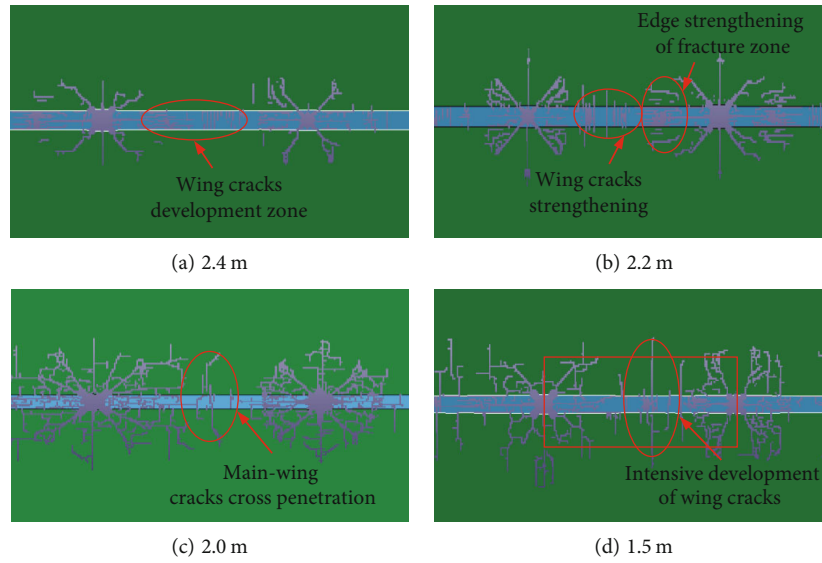 Edge strengthening
of fracture zone
Wing cracks
development zone
Wing cracks
strengthening
(a) 2.4 m
(b) 2.2 m
Main-wing
cracks cross penetration
Intensive development
of wing cracks
(c) 2.0 m
(d) 1.5 m